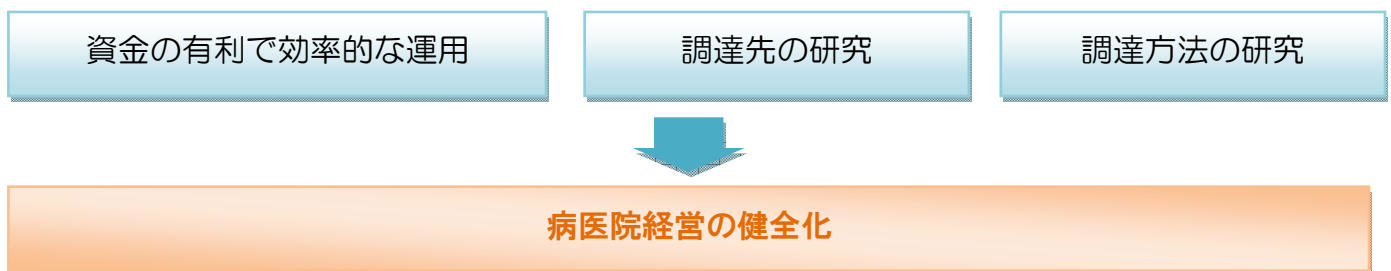 資金の有利で効率的な運用
調達先の研究
調達方法の研究
病医院経営の健全化